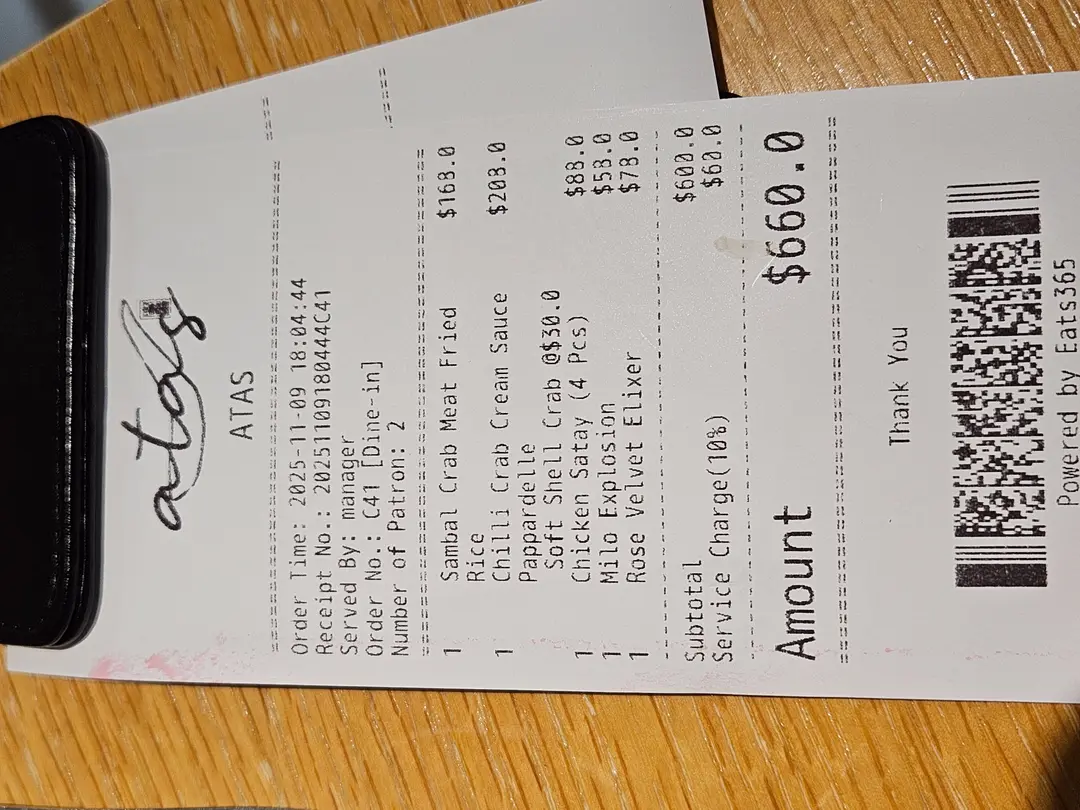 atas
ATAS
Order Time: 2025-11-09 18:04:44
Receipt No.: 20251109180444C41
Served By: manager
Order No.: C41 [Dine-in]
Number of Patron: 2
1 Sambal Crab Meat Fried $168.0
Rice
1 Chilli Crab Cream Sauce $208.0
Pappardelle
Soft Shell Crab @$30.0
1 Chicken Satay (4 Pcs) $88.0
1 Milo Explosion $58.0
1 Rose Velvet Elixer $78.0
Subtotal $600.0
Service Charge(10%) $60.0
Amount $660.0
Thank You
Powered by Eats365